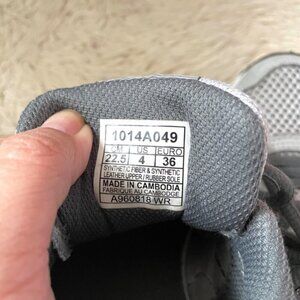 1014A049
CM US EURO
22.5 4 36
SYNTHETIC FIBER & SYNTHETIC
LEATHER UPPER / RUBBER SOLE
MADE IN CAMBODIA
FABRIQUE AU CAMBODGE
A960818 WR